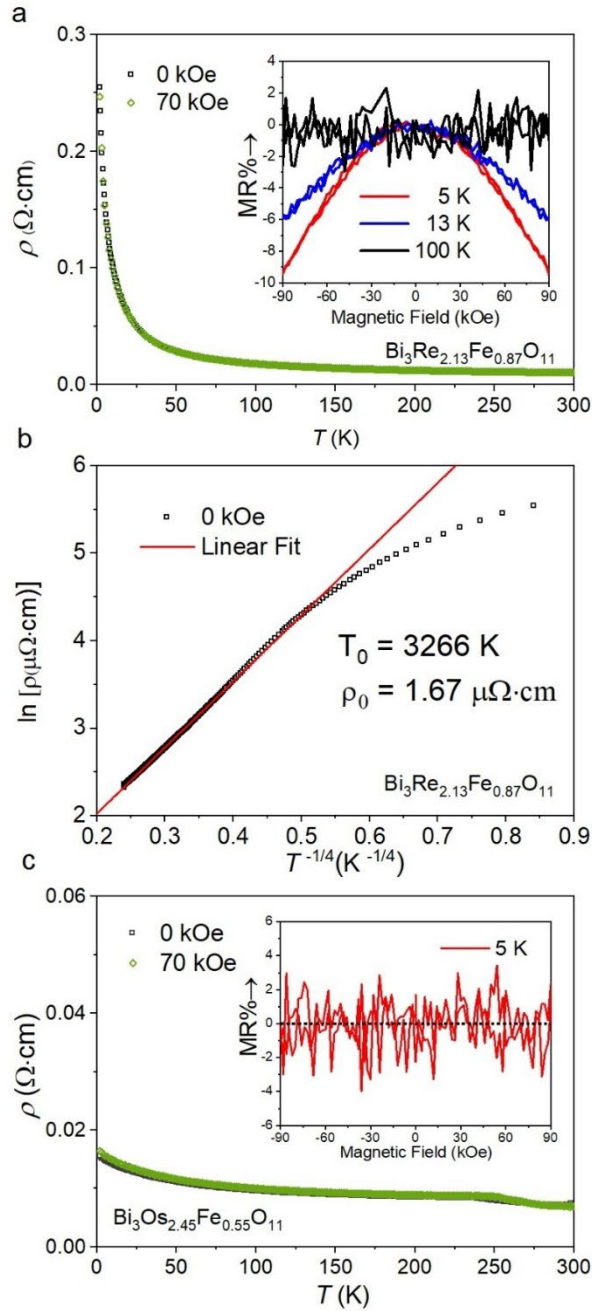 a
0.3
0.2
0.1
0.0
ρ (Ω·cm)
0 kOe
70 kOe
4
2
0
-2
-4
-6
-8
-10
MR%→
5 K
13 K
100 K
-90 -60 -30 0 30 60 90
Magnetic Field (kOe)
Bi3Re2.13Fe0.87O11
0 50 100 150 200 250 300
T (K)
b
6
5
4
3
2
ln [ρ(μΩ·cm)]
0 kOe
Linear Fit
T0 = 3266 K
ρ0 = 1.67 μΩ·cm
Bi3Re2.13Fe0.87O11
0.2 0.3 0.4 0.5 0.6 0.7 0.8 0.9
T -1/4(K -1/4)
c
0.06
0.04
0.02
0.00
ρ (Ω·cm)
0 kOe
70 kOe
6
4
2
0
-2
-4
-6
MR%→
5 K
-90 -60 -30 0 30 60 90
Magnetic Field (kOe)
Bi3Os2.45Fe0.55O11
0 50 100 150 200 250 300
T (K)